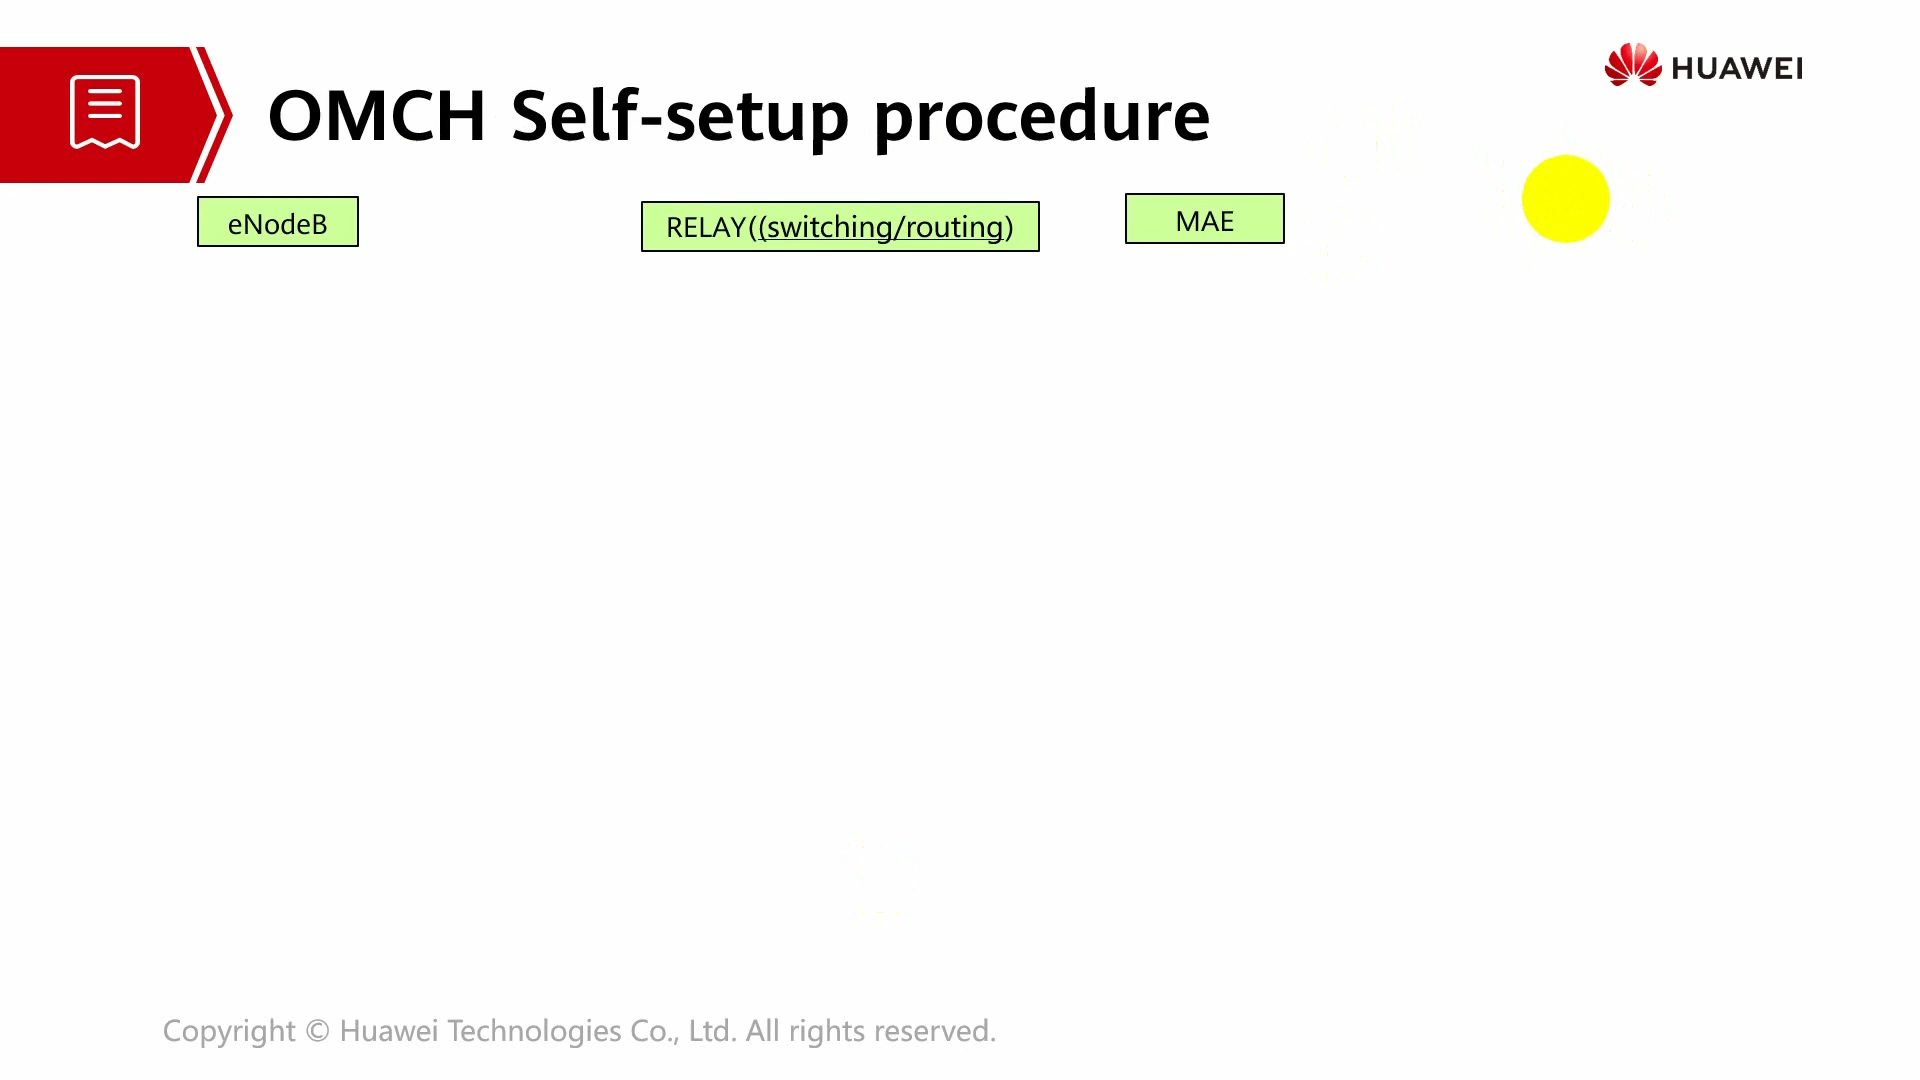 HUAWEI
OMCH Self-setup procedure
eNodeB
RELAY((switching/routing)
MAE
Copyright © Huawei Technologies Co., Ltd. All rights reserved.